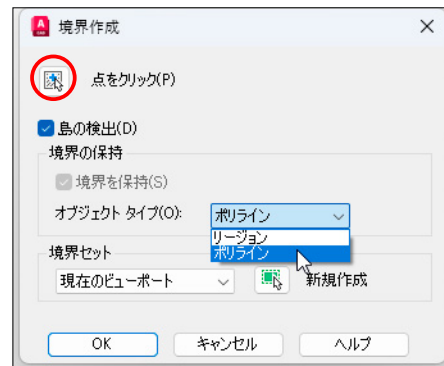 境界作成
点をクリック(P)
島の検出(D)
境界の保持
境界を保持(S)
オブジェクト タイプ(O):
ポリライン
リージョン
ポリライン
境界セット
現在のビューポート
新規作成
OK
キャンセル
ヘルプ